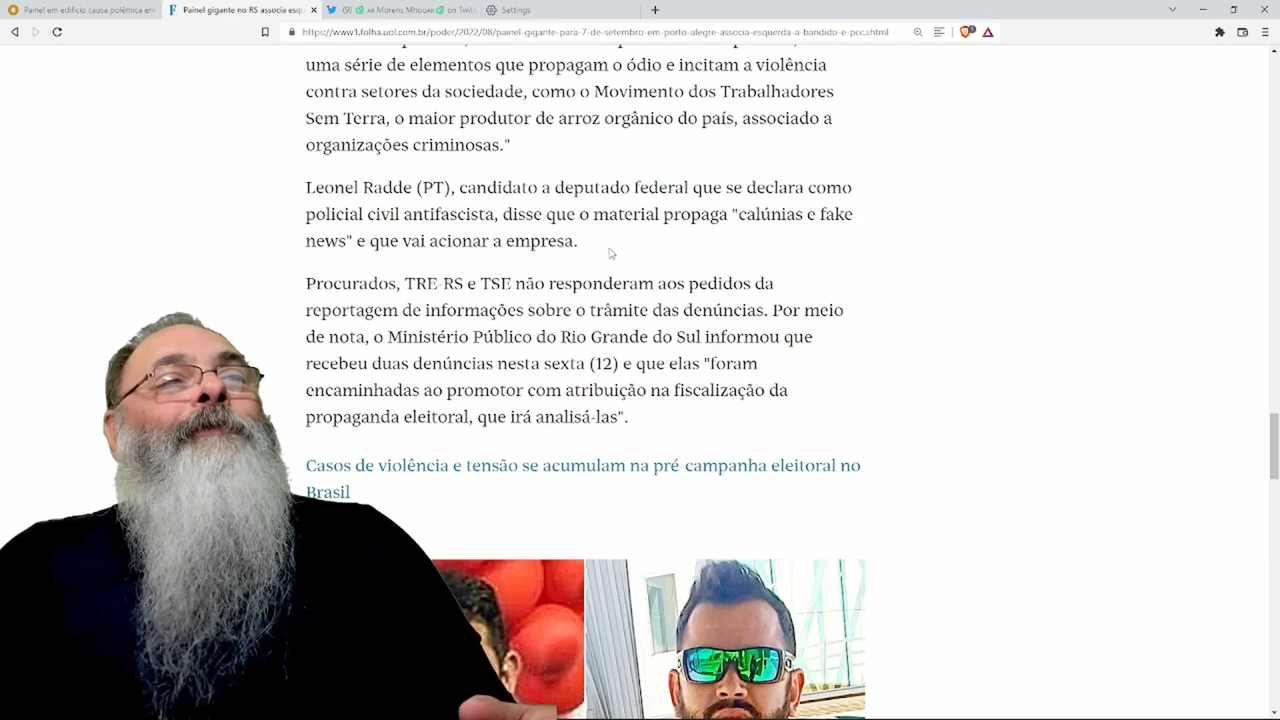 Painel em edifício causa polêmica em
Painel gigante no RS associa esqu
Settings
https://www1.folha.uol.com.br/poder/2022/08/painel-gigante-para-7-de-setembro-em-porto-alegre-associa-esquerda-a-bandido-e-pcc.shtml
uma série de elementos que propagam o ódio e incitam a violência
contra setores da sociedade, como o Movimento dos Trabalhadores
Sem Terra, o maior produtor de arroz orgânico do país, associado a
organizações criminosas."
Leonel Radde (PT), candidato a deputado federal que se declara como
policial civil antifascista, disse que o material propaga "calúnias e fake
news" e que vai acionar a empresa.
Procurados, TRE-RS e TSE não responderam aos pedidos da
reportagem de informações sobre o trâmite das denúncias. Por meio
de nota, o Ministério Público do Rio Grande do Sul informou que
recebeu duas denúncias nesta sexta (12) e que elas "foram
encaminhadas ao promotor com atribuição na fiscalização da
propaganda eleitoral, que irá analisá-las".
Casos de violência e tensão se acumulam na pré-campanha eleitoral no
Brasil